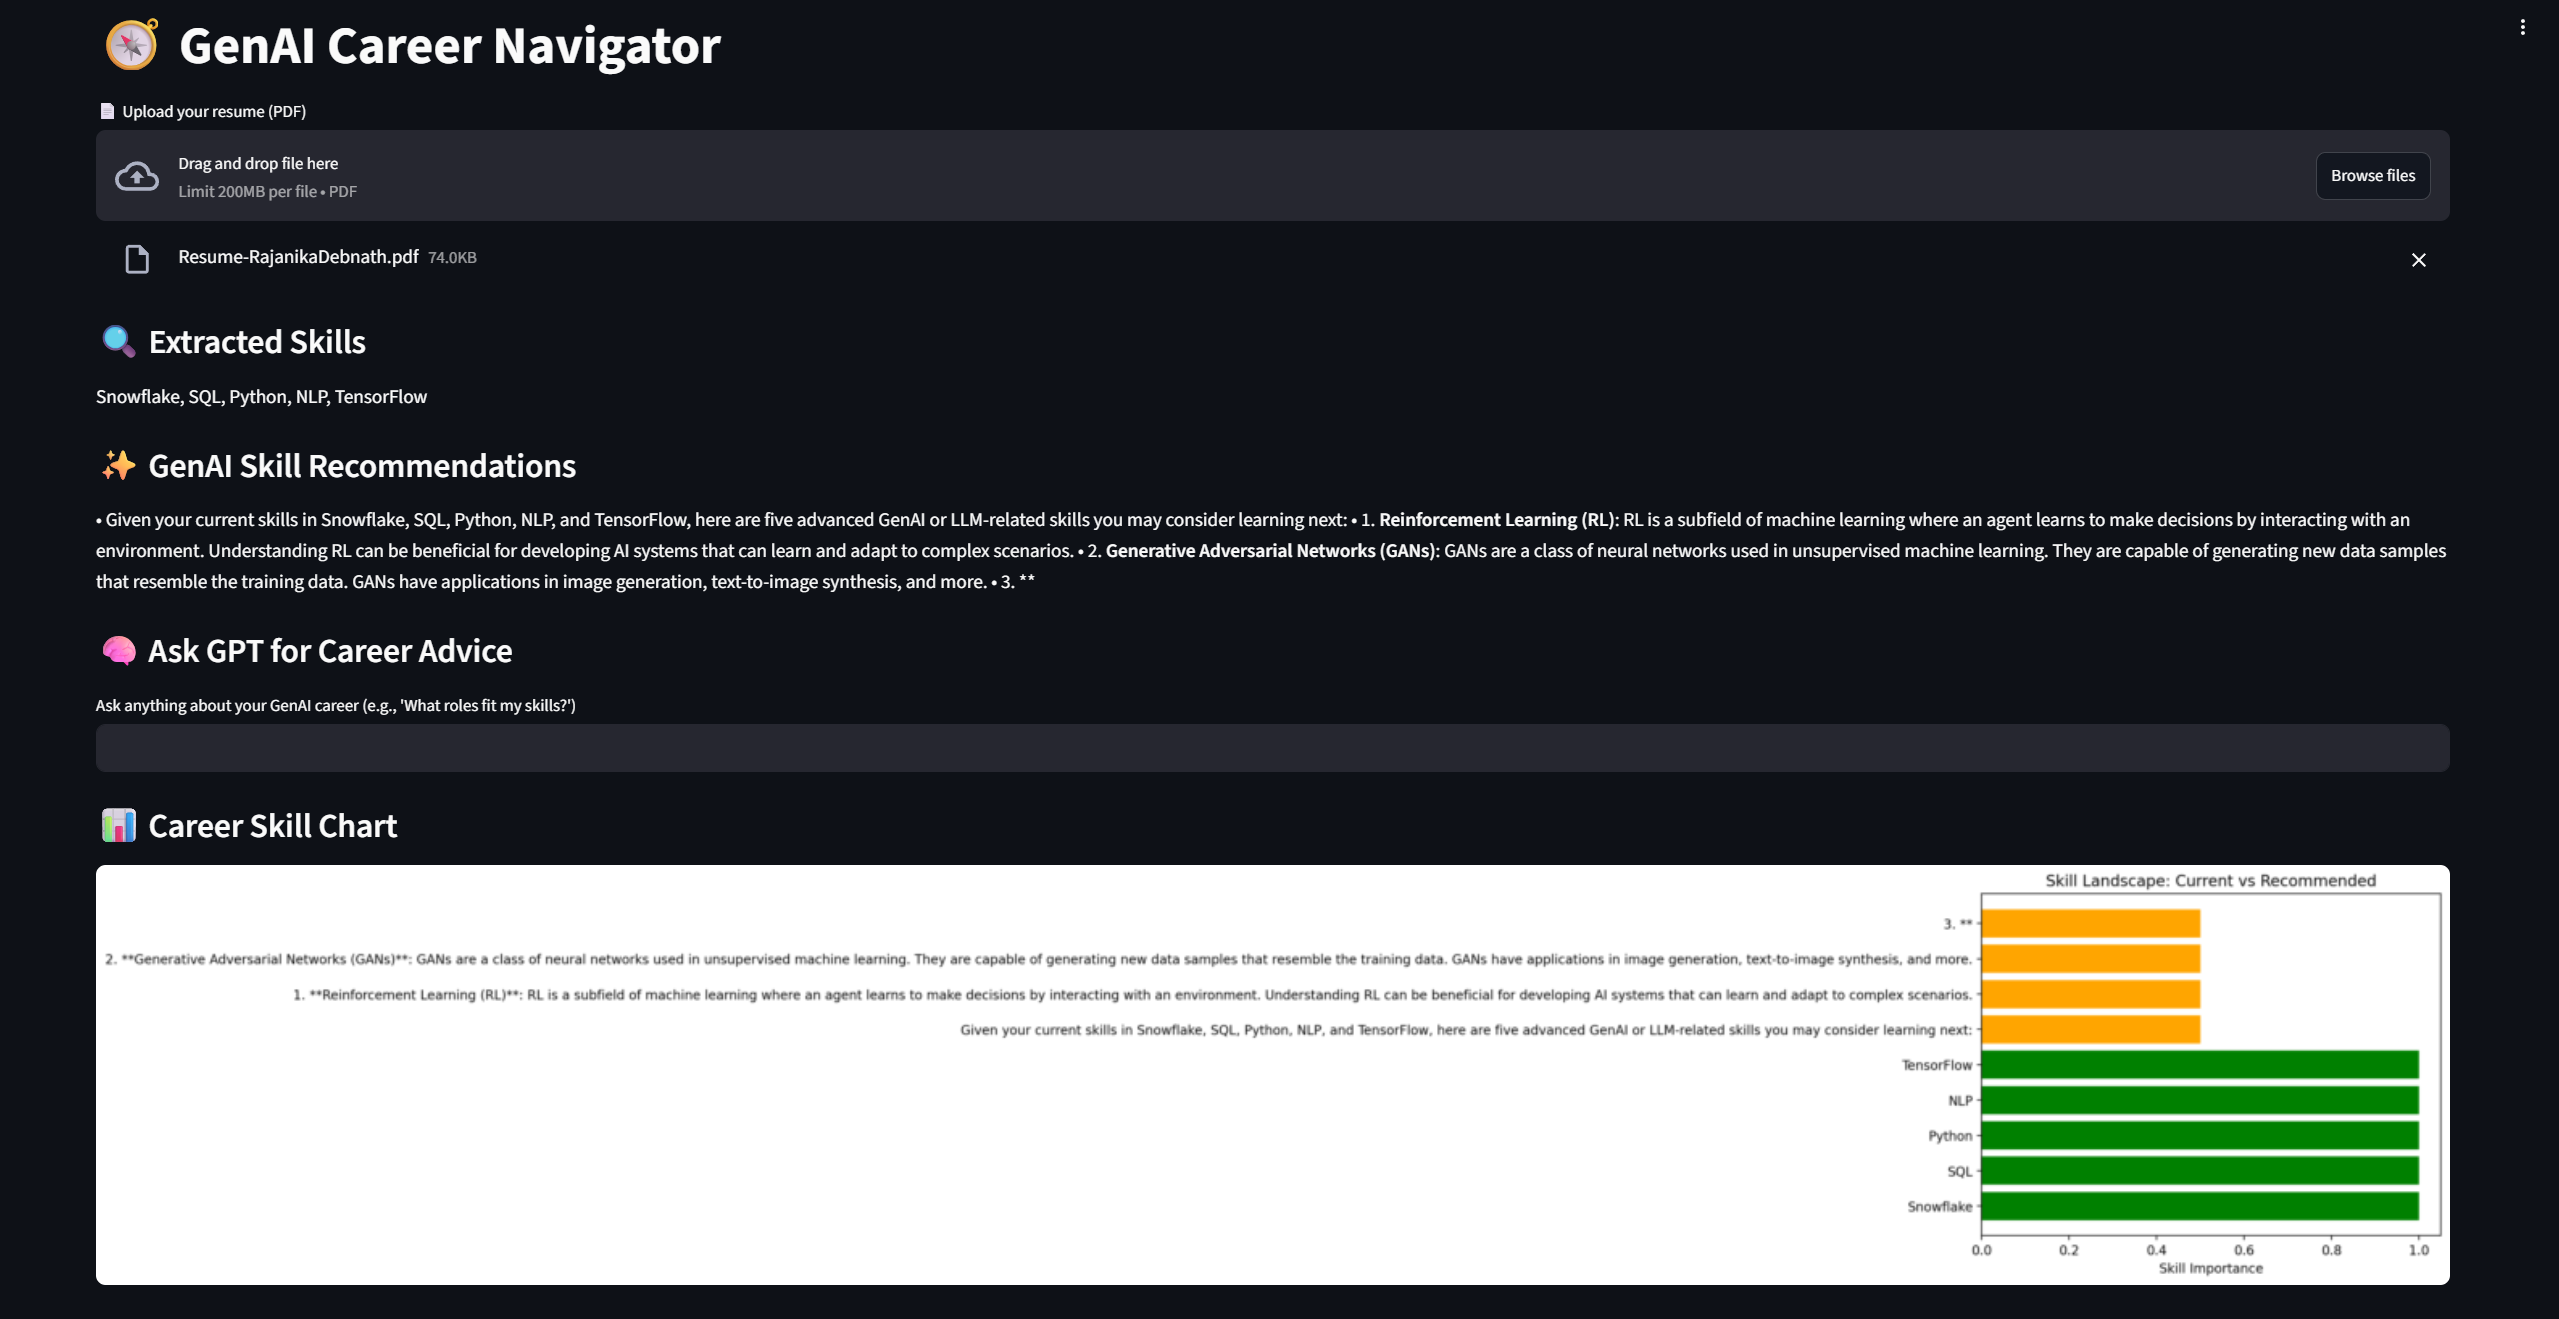 GenAI Career Navigator
Upload your resume (PDF)
Drag and drop file here
Limit 200MB per file • PDF
Browse files
Resume-RajanikaDebnath.pdf 74.0KB
Extracted Skills
Snowflake, SQL, Python, NLP, TensorFlow
GenAI Skill Recommendations
• Given your current skills in Snowflake, SQL, Python, NLP, and TensorFlow, here are five advanced GenAI or LLM-related skills you may consider learning next: • 1. Reinforcement Learning (RL): RL is a subfield of machine learning where an agent learns to make decisions by interacting with an
environment. Understanding RL can be beneficial for developing AI systems that can learn and adapt to complex scenarios. • 2. Generative Adversarial Networks (GANs): GANs are a class of neural networks used in unsupervised machine learning. They are capable of generating new data samples
that resemble the training data. GANs have applications in image generation, text-to-image synthesis, and more. • 3. **
Ask GPT for Career Advice
Ask anything about your GenAI career (e.g., 'What roles fit my skills?')
Career Skill Chart
Skill Landscape: Current vs Recommended
3. **
2. **Generative Adversarial Networks (GANs)**: GANs are a class of neural networks used in unsupervised machine learning. They are capable of generating new data samples that resemble the training data. GANs have applications in image generation, text-to-image synthesis, and more.
1. **Reinforcement Learning (RL)**: RL is a subfield of machine learning where an agent learns to make decisions by interacting with an environment. Understanding RL can be beneficial for developing AI systems that can learn and adapt to complex scenarios.
Given your current skills in Snowflake, SQL, Python, NLP, and TensorFlow, here are five advanced GenAI or LLM-related skills you may consider learning next:
TensorFlow
NLP
Python
SQL
Snowflake
0.0 0.2 0.4 0.6 0.8 1.0
Skill Importance